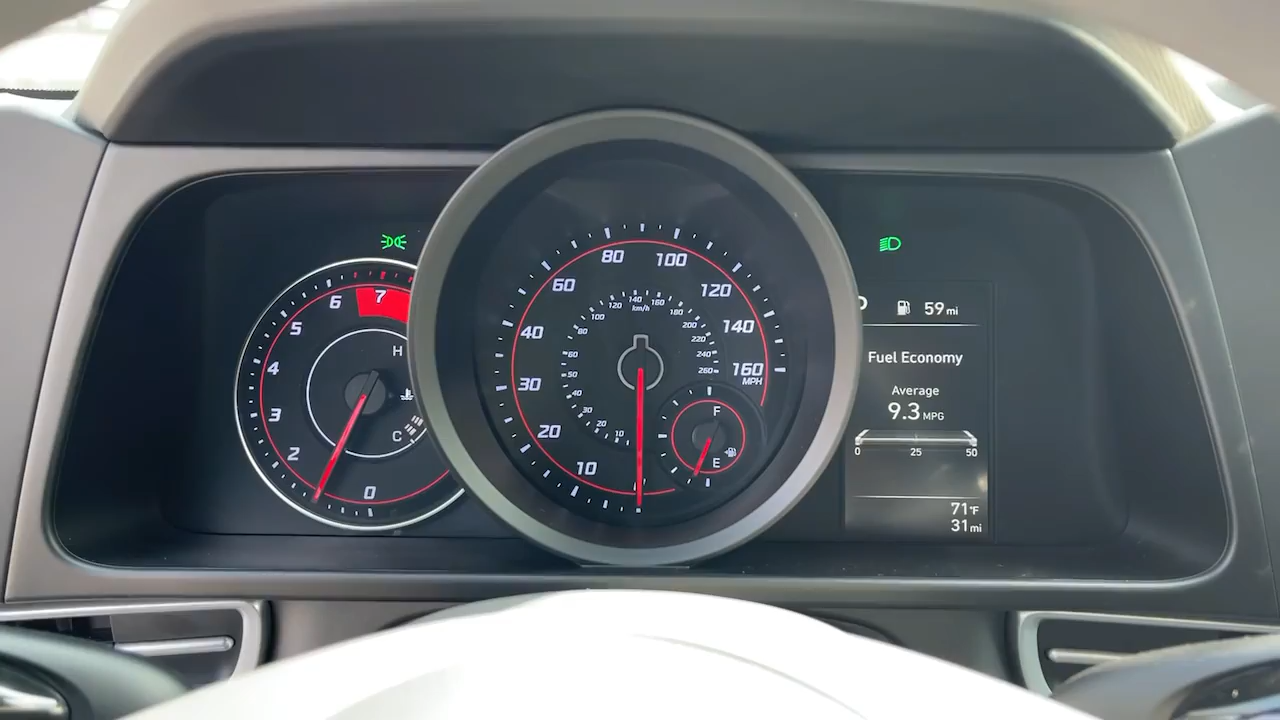 7
6
5
4
3
2
0
H
C
80
100
60
120
40
140
30
160
MPH
20
10
140
120
160
km/h
100
180
80
200
220
60
240
50
260
40
30
20
10
F
E
59 mi
Fuel Economy
Average
9.3 MPG
0 25 50
71°F
31 mi